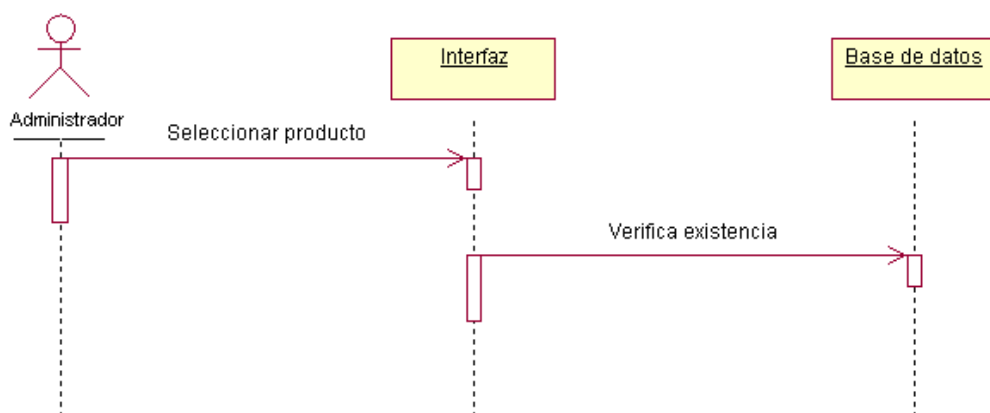 Interfaz
Base de datos
Administrador
Seleccionar producto
Verifica existencia